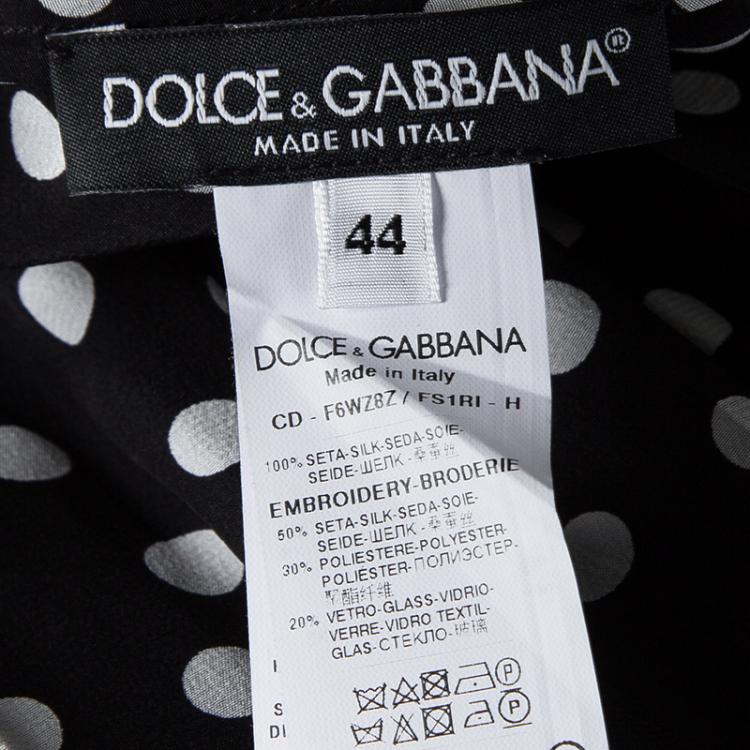 DOLCE & GABBANA®
MADE IN ITALY
44
DOLCE & GABBANA
Made in Italy
CD - F6WZ8Z / FS1RI - H
100% SETA-SILK-SEDA-SOIE-
SEIDE-ШЕЛК-桑蚕丝
EMBROIDERY-BRODERIE
50% SETA-SILK-SEDA-SOIE-
SEIDE-ШЕЛК-桑蚕丝
30% POLIESTERE-POLYESTER-
POLIÉSTER-ПОЛИЭСТЕР-
聚酯纤维
20% VETRO-GLASS-VIDRIO-
VERRE-VIDRO TEXTIL-
GLAS-СТЕКЛО-玻璃
I
S
DI
P
P